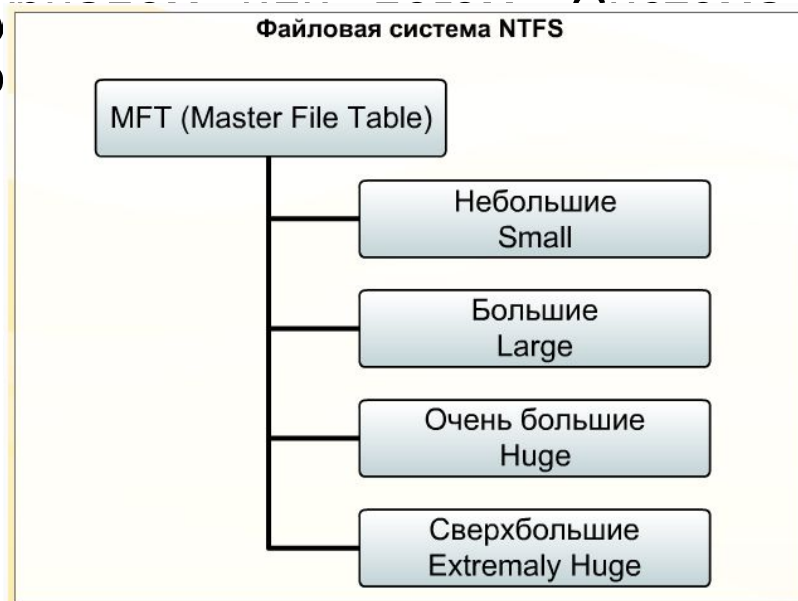 Файловая система NTFS
MFT (Master File Table)
Небольшие
Small
Большие
Large
Очень большие
Huge
Сверхбольшие
Extremaly Huge